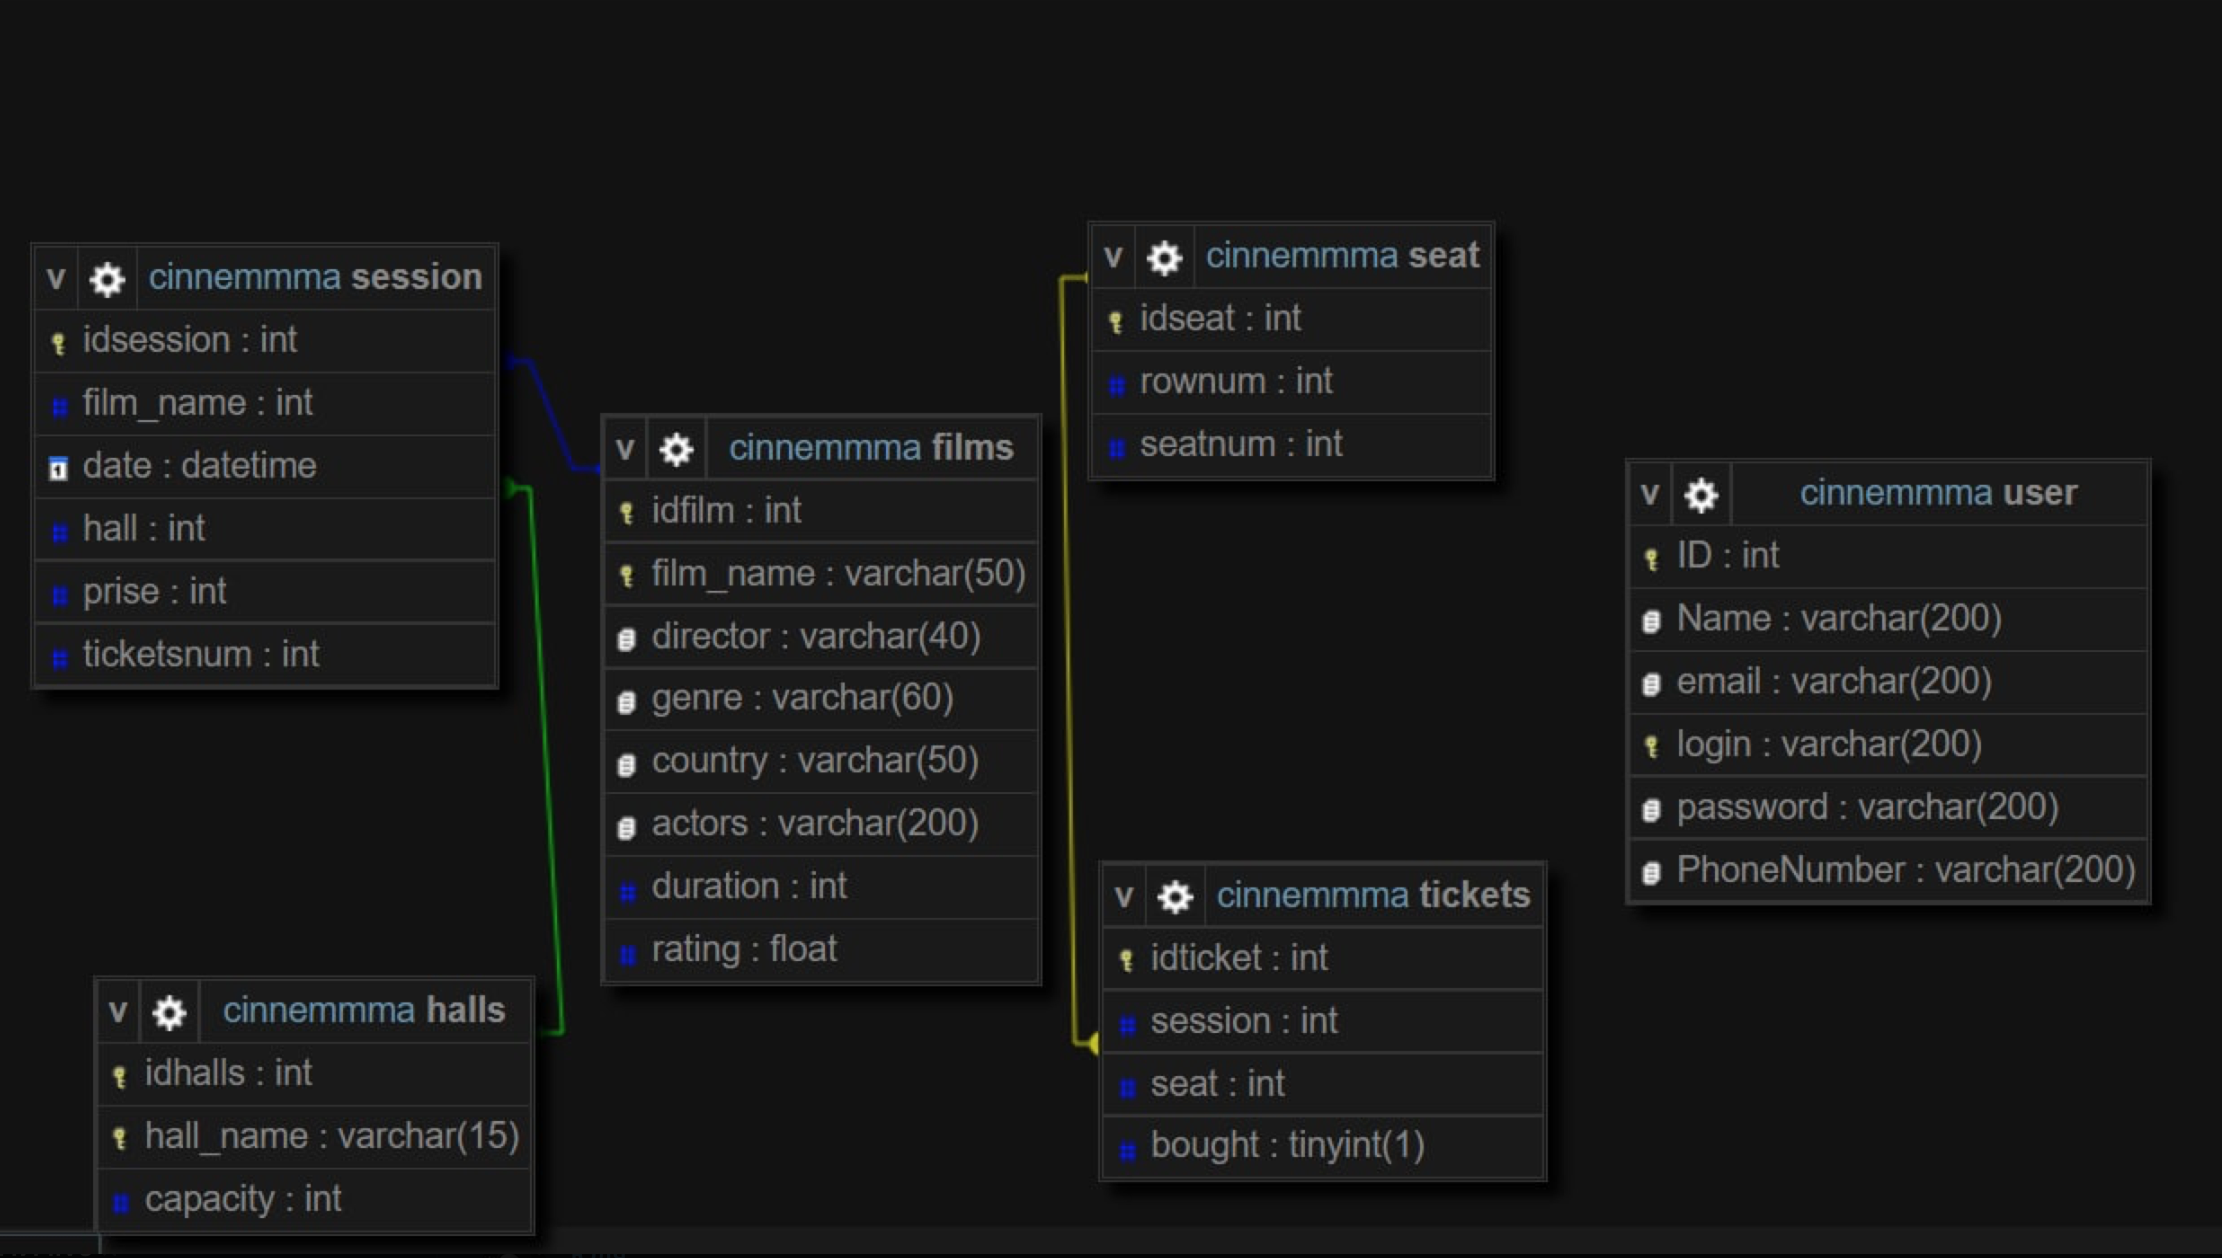 v cinnemmma session
idsession : int
film_name : int
date : datetime
hall : int
prise : int
ticketsnum : int
v cinnemmma films
idfilm : int
film_name : varchar(50)
director : varchar(40)
genre : varchar(60)
country : varchar(50)
actors : varchar(200)
duration : int
rating : float
v cinnemmma halls
idhalls : int
hall_name : varchar(15)
capacity : int
v cinnemmma seat
idseat : int
rownum : int
seatnum : int
v cinnemmma tickets
idticket : int
session : int
seat : int
bought : tinyint(1)
v cinnemmma user
ID : int
Name : varchar(200)
email : varchar(200)
login : varchar(200)
password : varchar(200)
PhoneNumber : varchar(200)